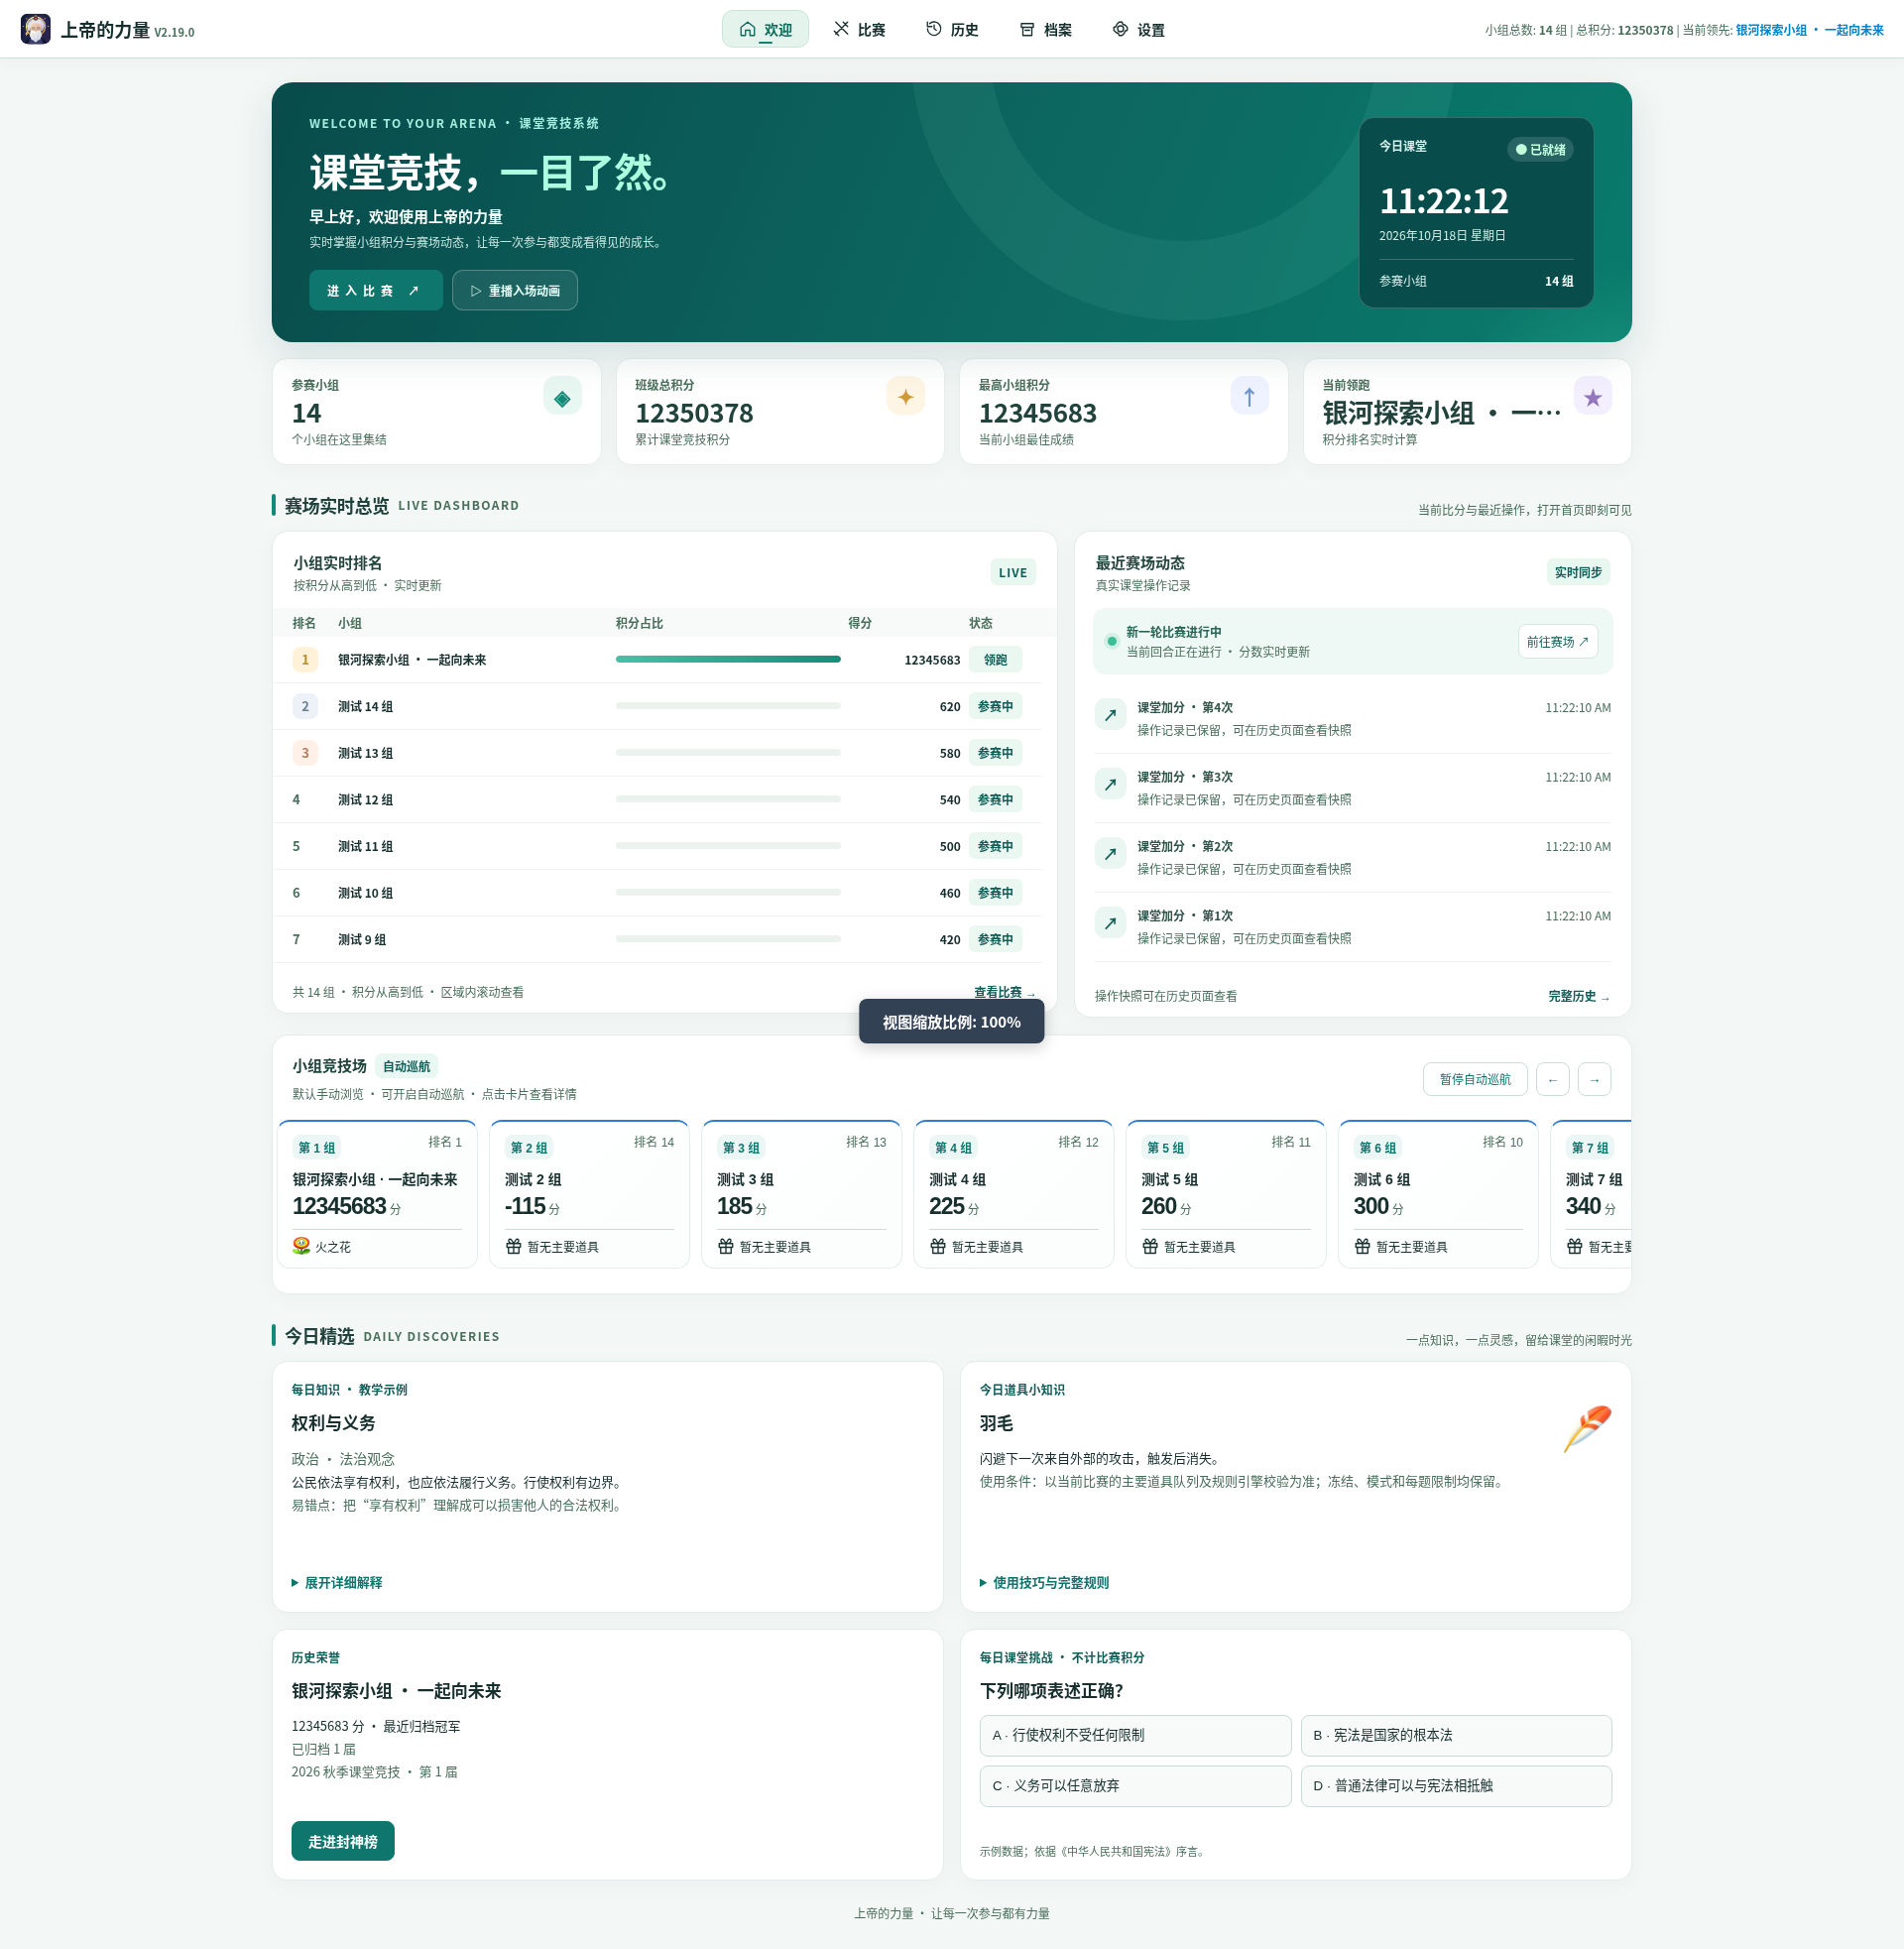 上帝的力量 V2.19.0
欢迎
比赛
历史
档案
设置
小组总数: 14 组 | 总积分: 12350378 | 当前领先: 银河探索小组 · 一起向未来
WELCOME TO YOUR ARENA · 课堂竞技系统
课堂竞技，一目了然。
早上好，欢迎使用上帝的力量
实时掌握小组积分与赛场动态，让每一次参与都变成看得见的成长。
进入比赛 ↗
▷ 重播入场动画
今日课堂
已就绪
11:22:12
2026年10月18日 星期日
参赛小组
14 组
参赛小组
14
个小组在这里集结
班级总积分
12350378
累计课堂竞技积分
最高小组积分
12345683
当前小组最佳成绩
当前领跑
银河探索小组 · 一…
积分排名实时计算
赛场实时总览 LIVE DASHBOARD
当前比分与最近操作，打开首页即刻可见
小组实时排名
按积分从高到低 · 实时更新
LIVE
排名 小组 积分占比 得分 状态
1 银河探索小组 · 一起向未来 12345683 领跑
2 测试 14 组 620 参赛中
3 测试 13 组 580 参赛中
4 测试 12 组 540 参赛中
5 测试 11 组 500 参赛中
6 测试 10 组 460 参赛中
7 测试 9 组 420 参赛中
共 14 组 · 积分从高到低 · 区域内滚动查看
查看比赛 →
最近赛场动态
真实课堂操作记录
实时同步
新一轮比赛进行中
当前回合正在进行 · 分数实时更新
前往赛场 ↗
课堂加分 · 第4次 11:22:10 AM
操作记录已保留，可在历史页面查看快照
课堂加分 · 第3次 11:22:10 AM
操作记录已保留，可在历史页面查看快照
课堂加分 · 第2次 11:22:10 AM
操作记录已保留，可在历史页面查看快照
课堂加分 · 第1次 11:22:10 AM
操作记录已保留，可在历史页面查看快照
操作快照可在历史页面查看
完整历史 →
视图缩放比例: 100%
小组竞技场 自动巡航
默认手动浏览 · 可开启自动巡航 · 点击卡片查看详情
暂停自动巡航 ← →
第 1 组 排名 1
银河探索小组 · 一起向未来
12345683 分
火之花
第 2 组 排名 14
测试 2 组
-115 分
暂无主要道具
第 3 组 排名 13
测试 3 组
185 分
暂无主要道具
第 4 组 排名 12
测试 4 组
225 分
暂无主要道具
第 5 组 排名 11
测试 5 组
260 分
暂无主要道具
第 6 组 排名 10
测试 6 组
300 分
暂无主要道具
第 7 组
测试 7 组
340 分
暂无主要
今日精选 DAILY DISCOVERIES
一点知识，一点灵感，留给课堂的闲暇时光
每日知识 · 教学示例
权利与义务
政治 · 法治观念
公民依法享有权利，也应依法履行义务。行使权利有边界。
易错点：把“享有权利”理解成可以损害他人的合法权利。
▶ 展开详细解释
今日道具小知识
羽毛
闪避下一次来自外部的攻击，触发后消失。
使用条件：以当前比赛的主要道具队列及规则引擎校验为准；冻结、模式和每题限制均保留。
▶ 使用技巧与完整规则
历史荣誉
银河探索小组 · 一起向未来
12345683 分 · 最近归档冠军
已归档 1 届
2026 秋季课堂竞技 · 第 1 届
走进封神榜
每日课堂挑战 · 不计比赛积分
下列哪项表述正确？
A · 行使权利不受任何限制
B · 宪法是国家的根本法
C · 义务可以任意放弃
D · 普通法律可以与宪法相抵触
示例数据；依据《中华人民共和国宪法》序言。
上帝的力量 · 让每一次参与都有力量